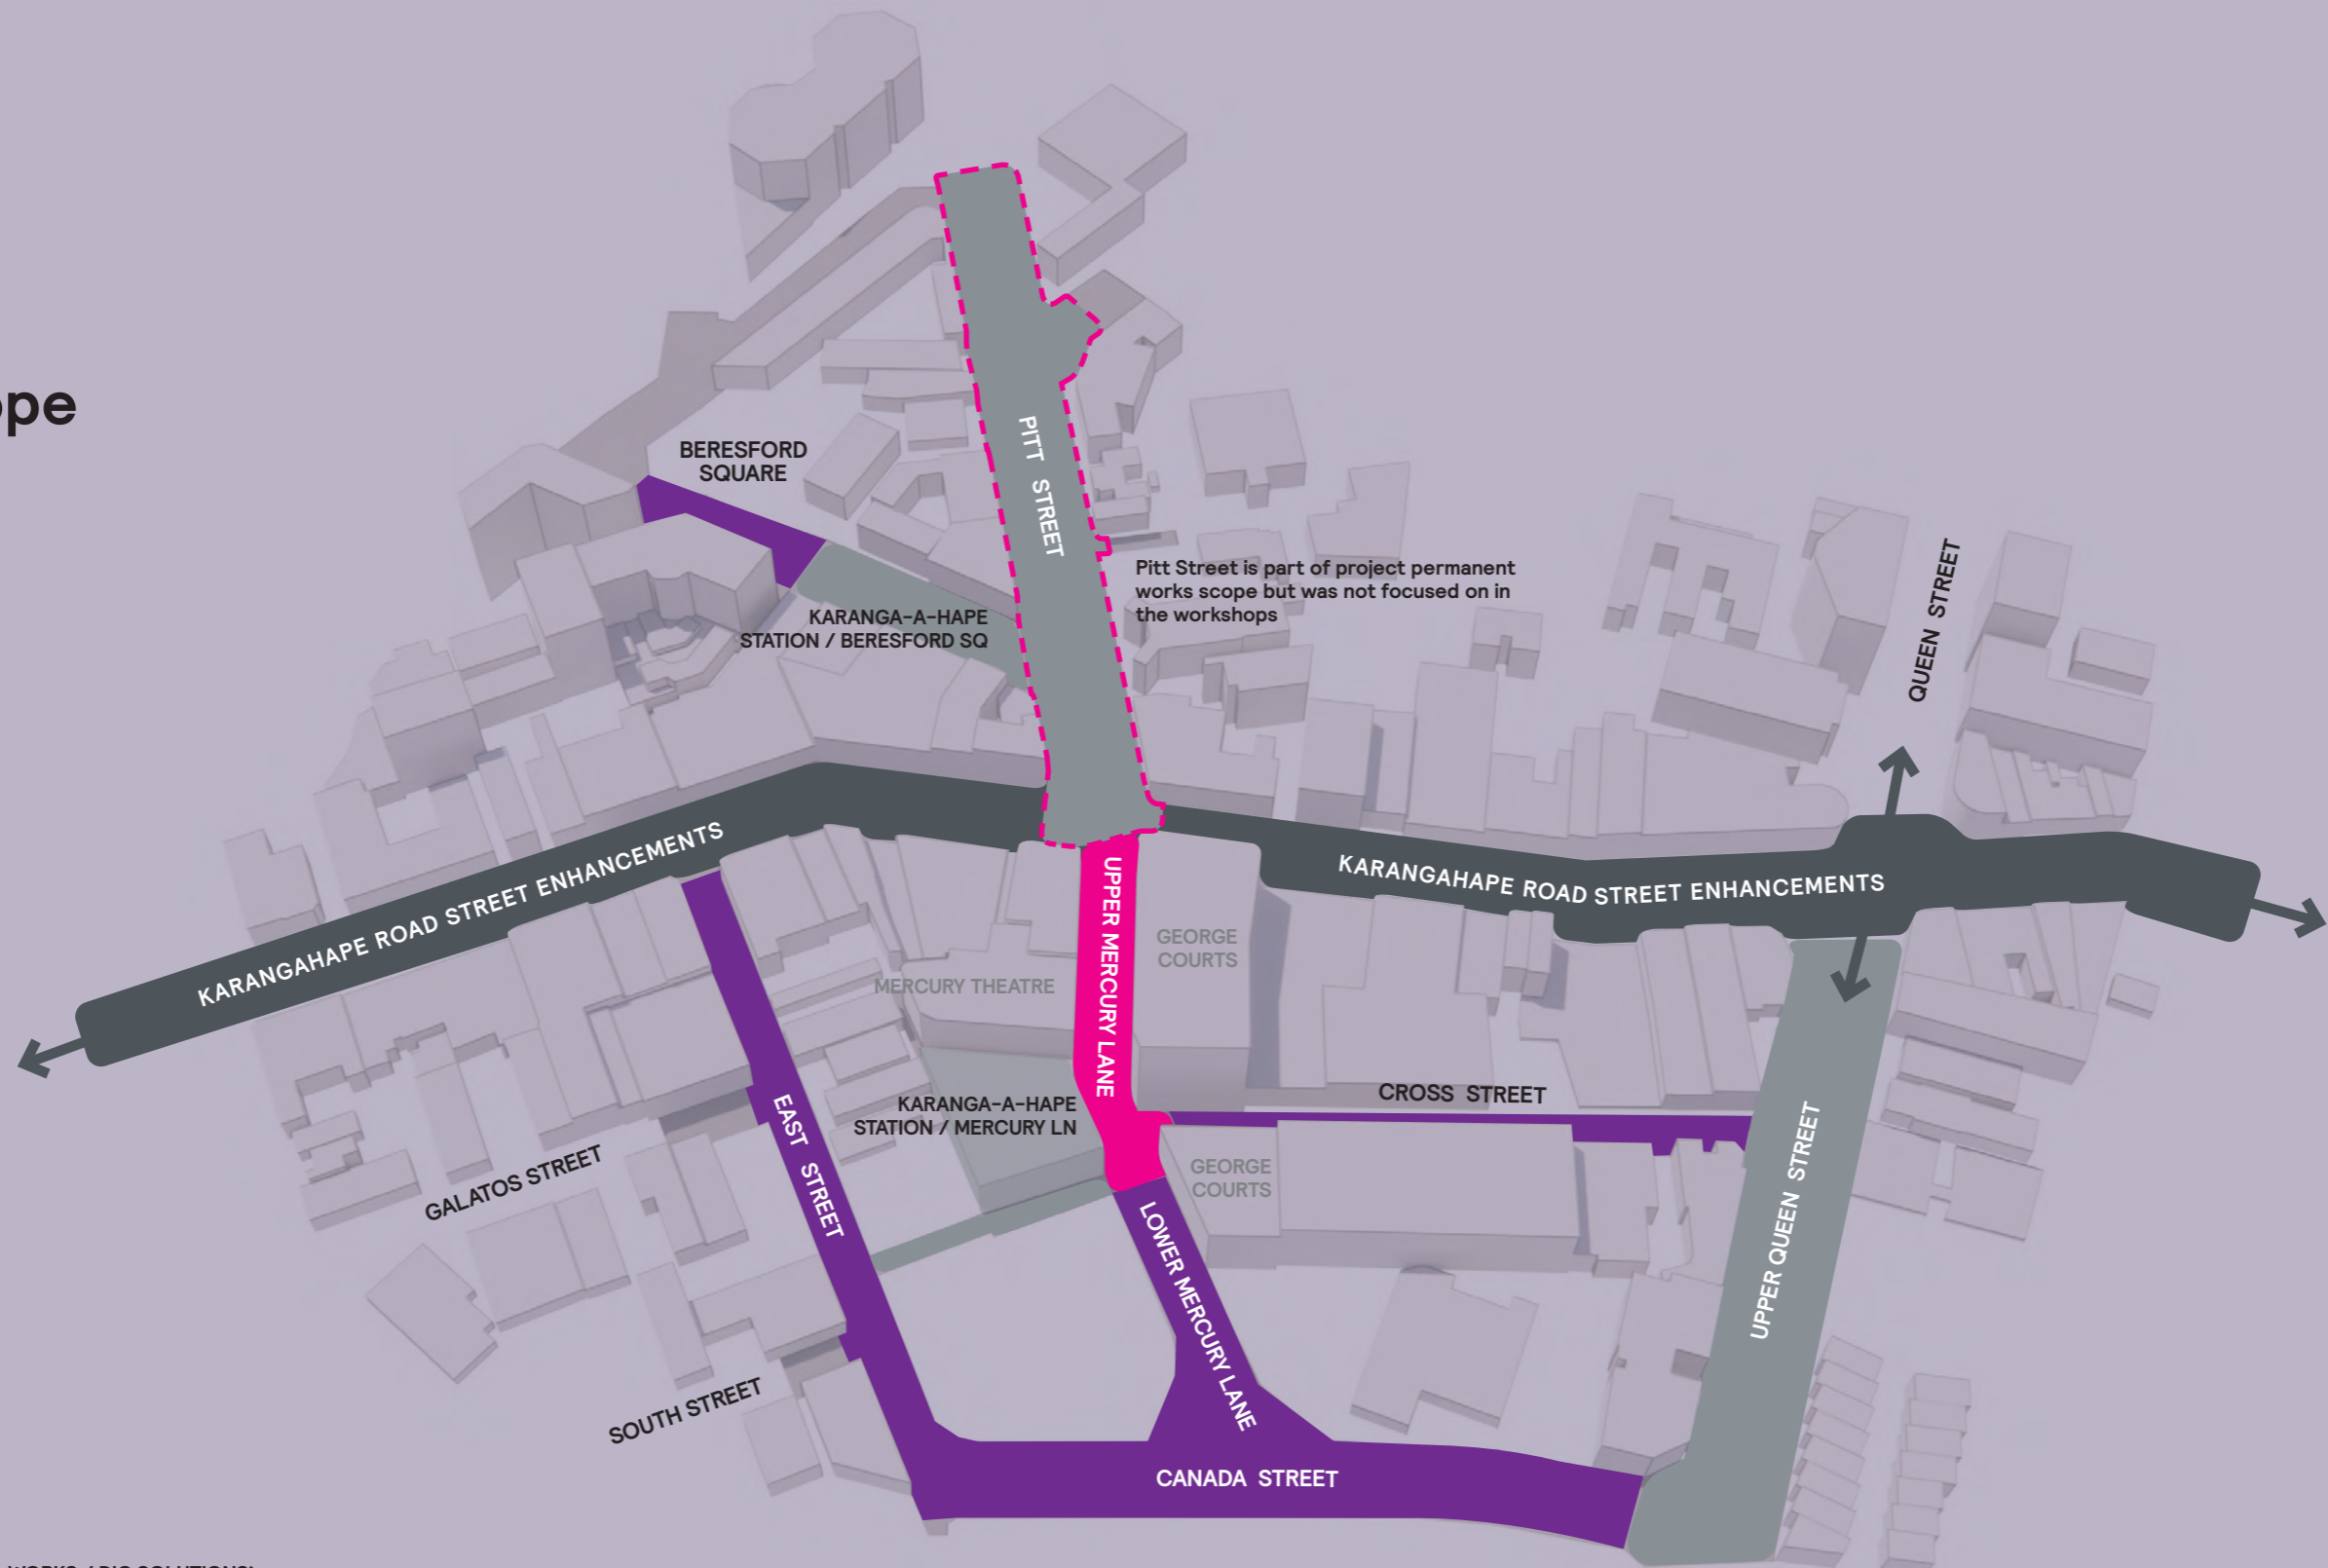 ope
BERESFORD
SQUARE
PITT STREET
Pitt Street is part of project permanent
works scope but was not focused on in
the workshops
KARANGA-A-HAPE
STATION / BERESFORD SQ
QUEEN STREET
KARANGAHAPE ROAD STREET ENHANCEMENTS
KARANGAHAPE ROAD STREET ENHANCEMENTS
UPPER MERCURY LANE
GEORGE
COURTS
MERCURY THEATRE
CROSS STREET
KARANGA-A-HAPE
STATION / MERCURY LN
EAST STREET
GALATOS STREET
GEORGE
COURTS
UPPER QUEEN STREET
LOWER MERCURY LANE
SOUTH STREET
CANADA STREET